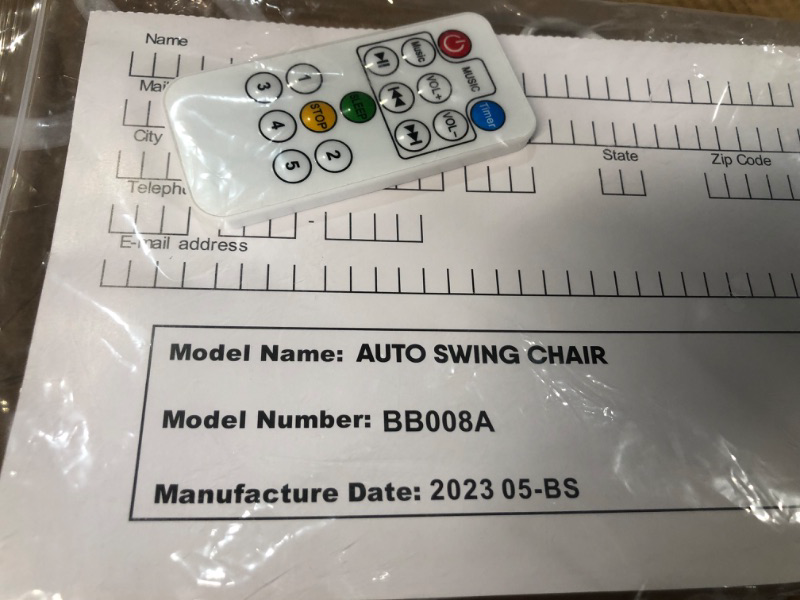 Name
City
State
Zip Code
E-mail address
Music
MUSIC
VOL+
VOL-
Timer
1
2
3
4
5
STOP
Model Name: AUTO SWING CHAIR
Model Number: BB008A
Manufacture Date: 2023 05-BS